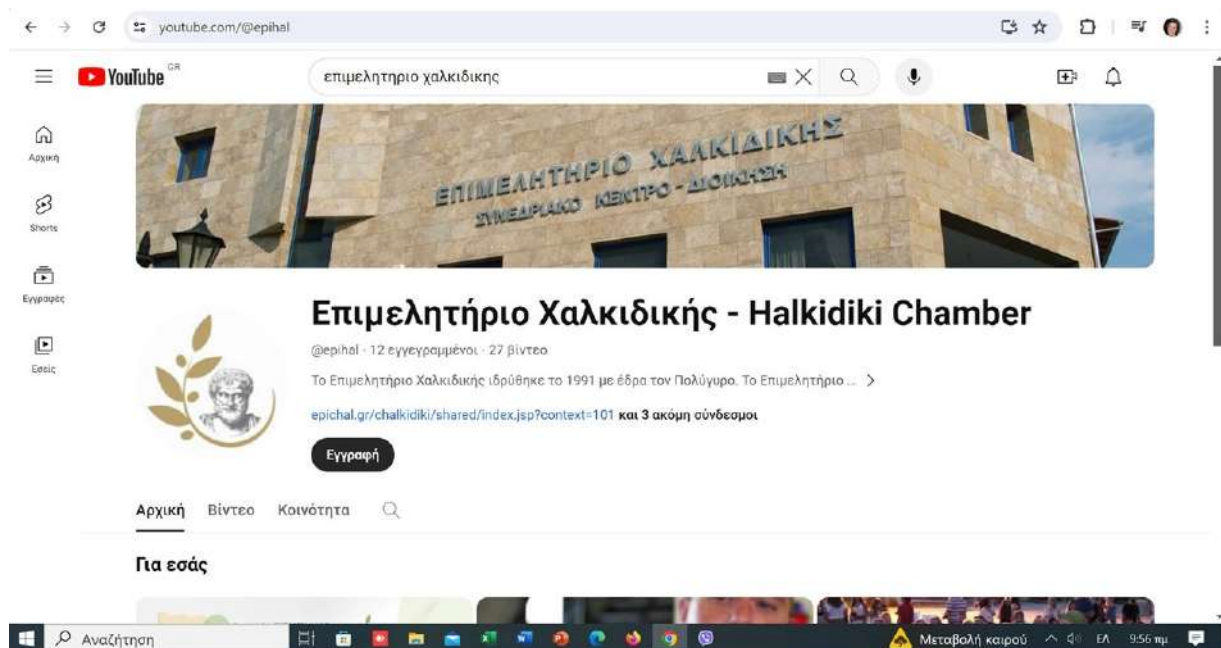 youtube.com/@epihal
YouTube GR
επιμελητηριο χαλκιδικης
Αρχική
Shorts
Εγγραφές
Εσείς
ΕΠΙΜΕΛΗΤΗΡΙΟ ΧΑΛΚΙΔΙΚΗΣ
ΣΥΝΕΔΡΙΑΚΟ ΚΕΝΤΡΟ - ΔΙΟΙΚΗΣΗ
Επιμελητήριο Χαλκιδικής - Halkidiki Chamber
@epihal · 12 εγγεγραμμένοι · 27 βίντεο
Το Επιμελητήριο Χαλκιδικής ιδρύθηκε το 1991 με έδρα τον Πολύγυρο. Το Επιμελητήριο ...
epichal.gr/chalkidiki/shared/index.jsp?context=101 και 3 ακόμη σύνδεσμοι
Εγγραφή
Αρχική Βίντεο Κοινότητα
Για εσάς
Αναζήτηση
Μεταβολή καιρού ΕΛ 9:56 πμ